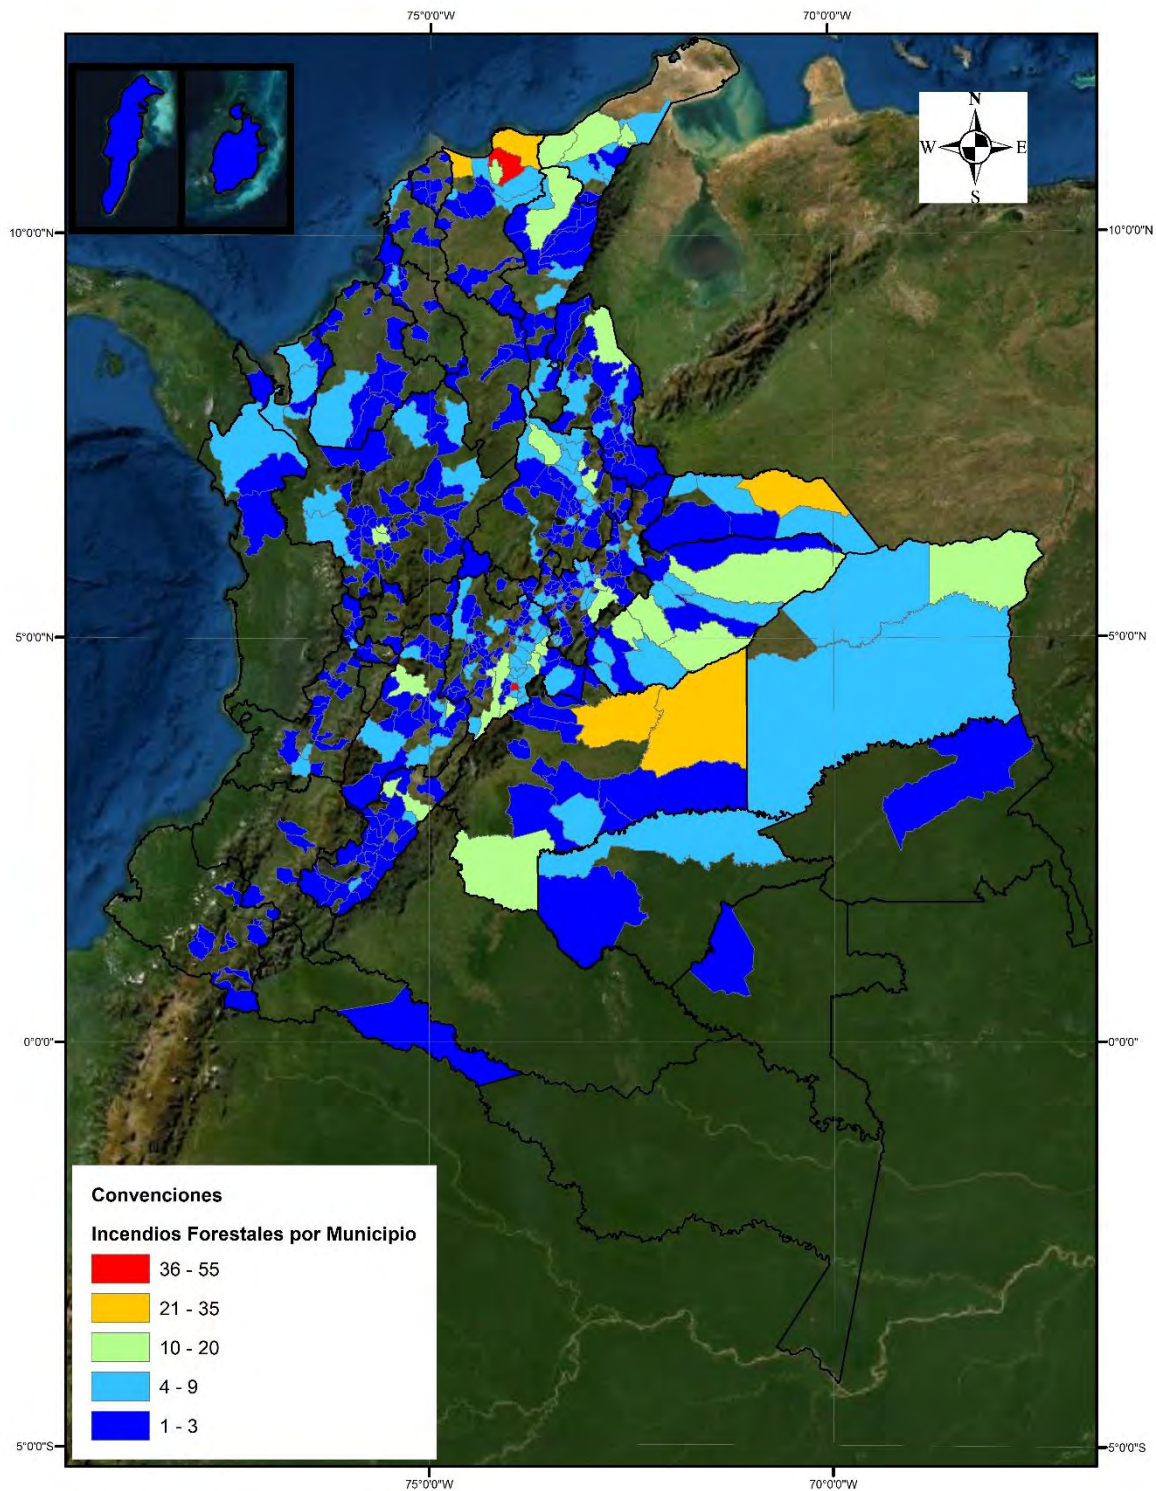 75°0'0"W
70°0'0"W
N
W
E
S
10°0'0"N
10°0'0"N
5°0'0"N
5°0'0"N
0°0'0"
0°0'0"
Convenciones
Incendios Forestales por Municipio
36 - 55
21 - 35
10 - 20
4 - 9
1 - 3
5°0'0"S
5°0'0"S
75°0'0"W
70°0'0"W